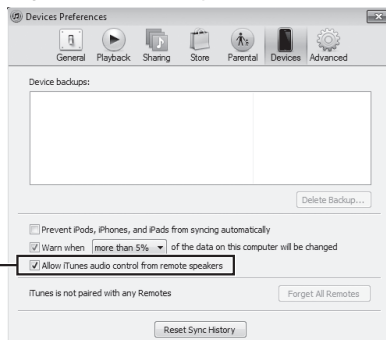 Devices Preferences
General Playback Sharing Store Parental Devices Advanced
Device backups:
Delete Backup...
Prevent iPods, iPhones, and iPads from syncing automatically
Warn when more than 5% of the data on this computer will be changed
Allow iTunes audio control from remote speakers
iTunes is not paired with any Remotes
Forget All Remotes
Reset Sync History